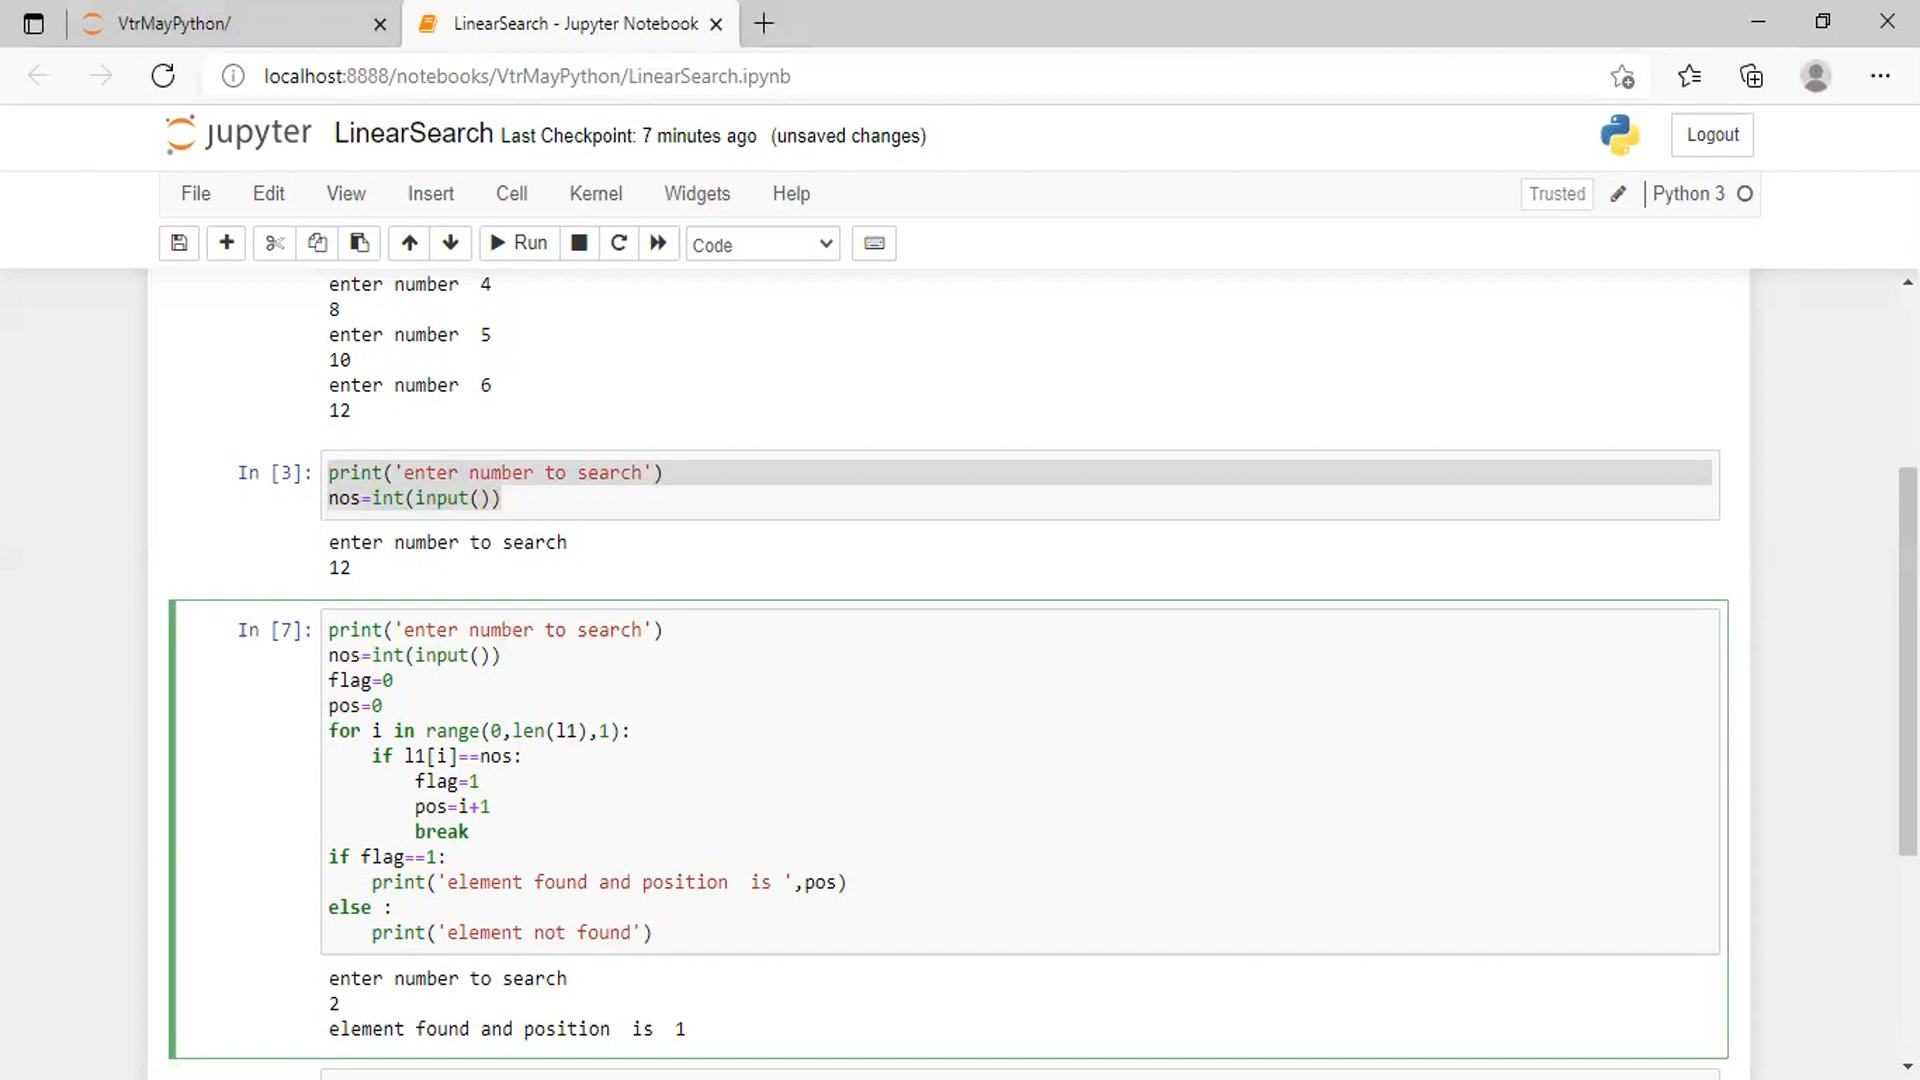 VtrMayPython/
LinearSearch - Jupyter Notebook
localhost:8888/notebooks/VtrMayPython/LinearSearch.ipynb
jupyter LinearSearch Last Checkpoint: 7 minutes ago (unsaved changes)
Logout
File Edit View Insert Cell Kernel Widgets Help
Trusted
Python 3
Run
Code
enter number  4
8
enter number  5
10
enter number  6
12
In [3]: print('enter number to search')
nos=int(input())
enter number to search
12
In [7]: print('enter number to search')
nos=int(input())
flag=0
pos=0
for i in range(0,len(l1),1):
    if l1[i]==nos:
        flag=1
        pos=i+1
        break
if flag==1:
    print('element found and position  is ',pos)
else :
    print('element not found')
enter number to search
2
element found and position  is  1